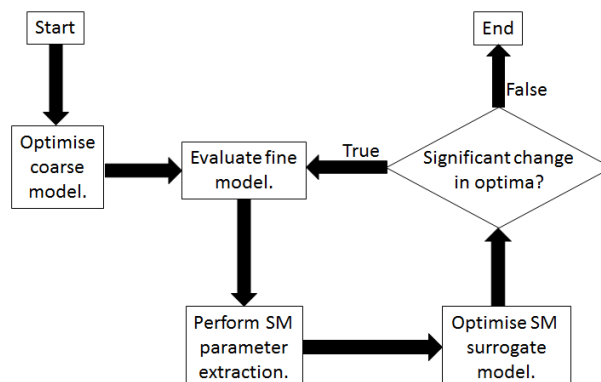 Start
End
False
Optimise
coarse
model.
Evaluate fine
model.
True
Significant change
in optima?
Perform SM
parameter
extraction.
Optimise SM
surrogate
model.